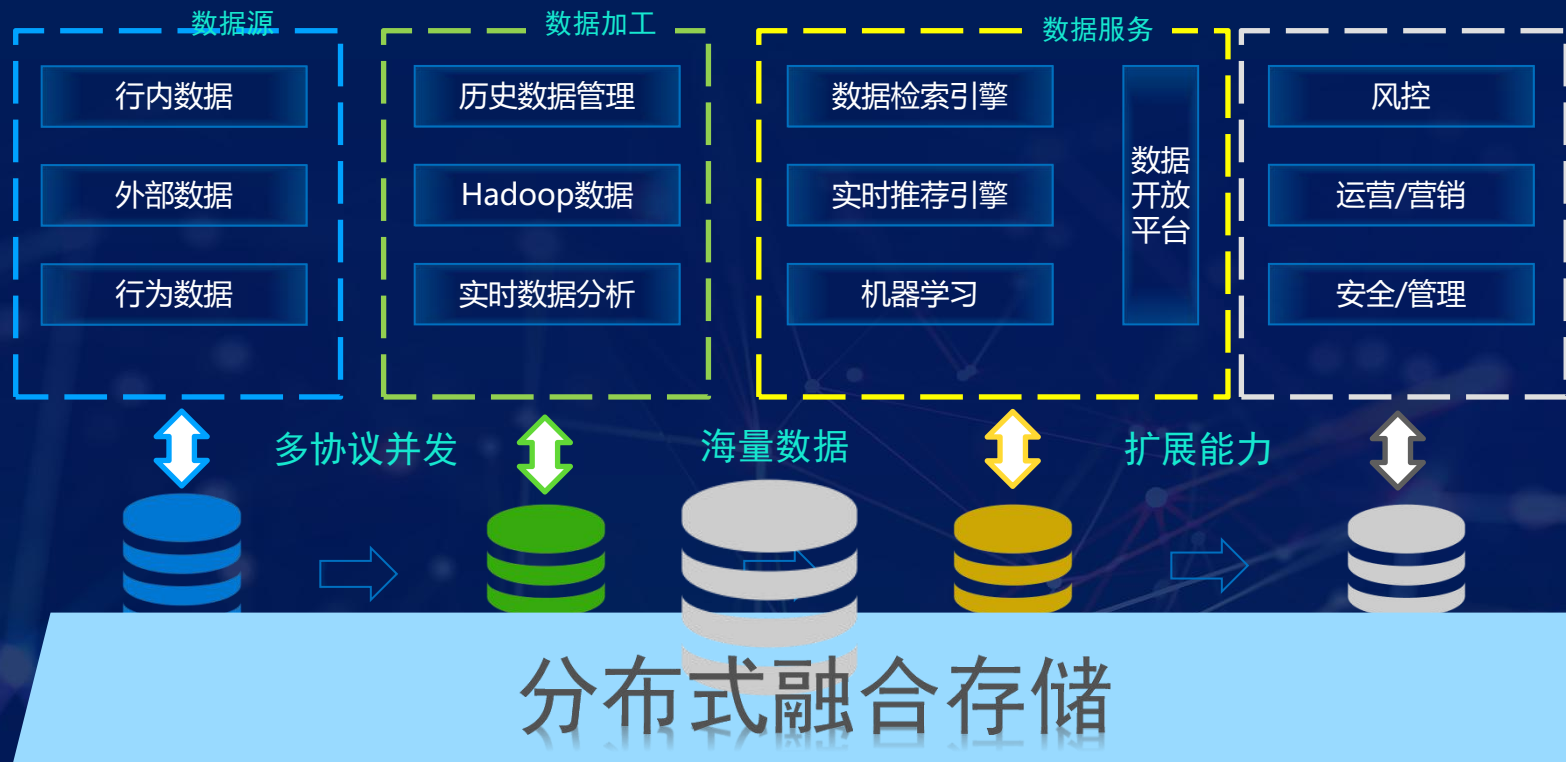 数据源
行内数据
外部数据
行为数据
数据加工
历史数据管理
Hadoop数据
实时数据分析
数据服务
数据检索引擎
实时推荐引擎
机器学习
数据
开放
平台
风控
运营/营销
安全/管理
多协议并发
海量数据
扩展能力
分布式融合存储